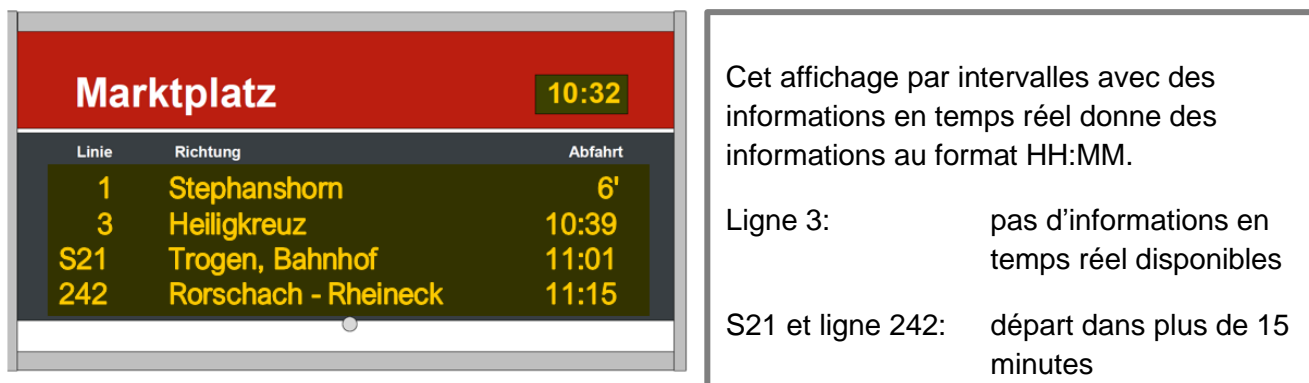 Marktplatz 10:32
Linie Richtung Abfahrt
1 Stephanshorn 6'
3 Heiligkreuz 10:39
S21 Trogen, Bahnhof 11:01
242 Rorschach - Rheineck 11:15
Cet affichage par intervalles avec des
informations en temps réel donne des
informations au format HH:MM.
Ligne 3: pas d’informations en
temps réel disponibles
S21 et ligne 242: départ dans plus de 15
minutes